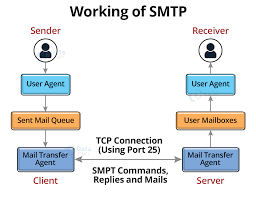 Working of SMTP
Sender
Receiver
User Agent
User Agent
Sent Mail Queue
User Mailboxes
TCP Connection
(Using Port 25)
Mail Transfer
Agent
Mail Transfer
Agent
SMPT Commands,
Replies and Mails
Client
Server